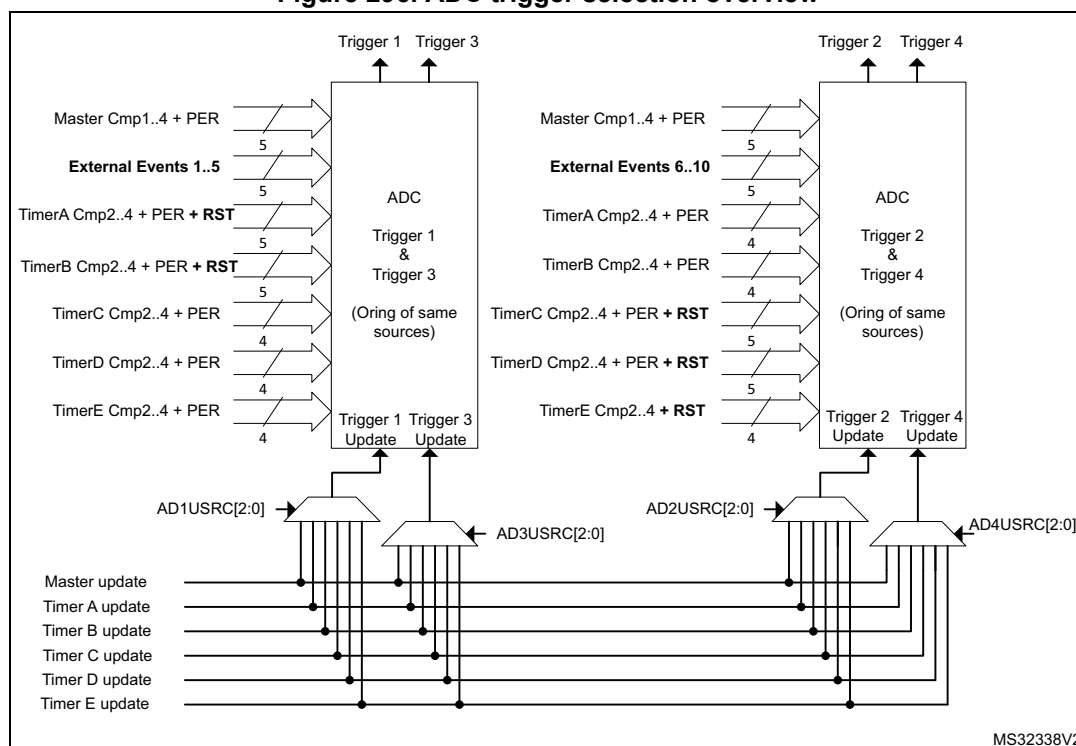 Trigger 1 Trigger 3
Master Cmp1..4 + PER
5
External Events 1..5
5
TimerA Cmp2..4 + PER + RST
5
TimerB Cmp2..4 + PER + RST
5
TimerC Cmp2..4 + PER
4
TimerD Cmp2..4 + PER
4
TimerE Cmp2..4 + PER
4
ADC
Trigger 1
&
Trigger 3
(Oring of same
sources)
Trigger 1 Trigger 3
Update Update
Trigger 2 Trigger 4
Master Cmp1..4 + PER
5
External Events 6..10
5
TimerA Cmp2..4 + PER
4
TimerB Cmp2..4 + PER
4
TimerC Cmp2..4 + PER + RST
5
TimerD Cmp2..4 + PER + RST
5
TimerE Cmp2..4 + RST
4
ADC
Trigger 2
&
Trigger 4
(Oring of same
sources)
Trigger 2 Trigger 4
Update Update
AD1USRC[2:0]
AD3USRC[2:0]
AD2USRC[2:0]
AD4USRC[2:0]
Master update
Timer A update
Timer B update
Timer C update
Timer D update
Timer E update
MS32338V2